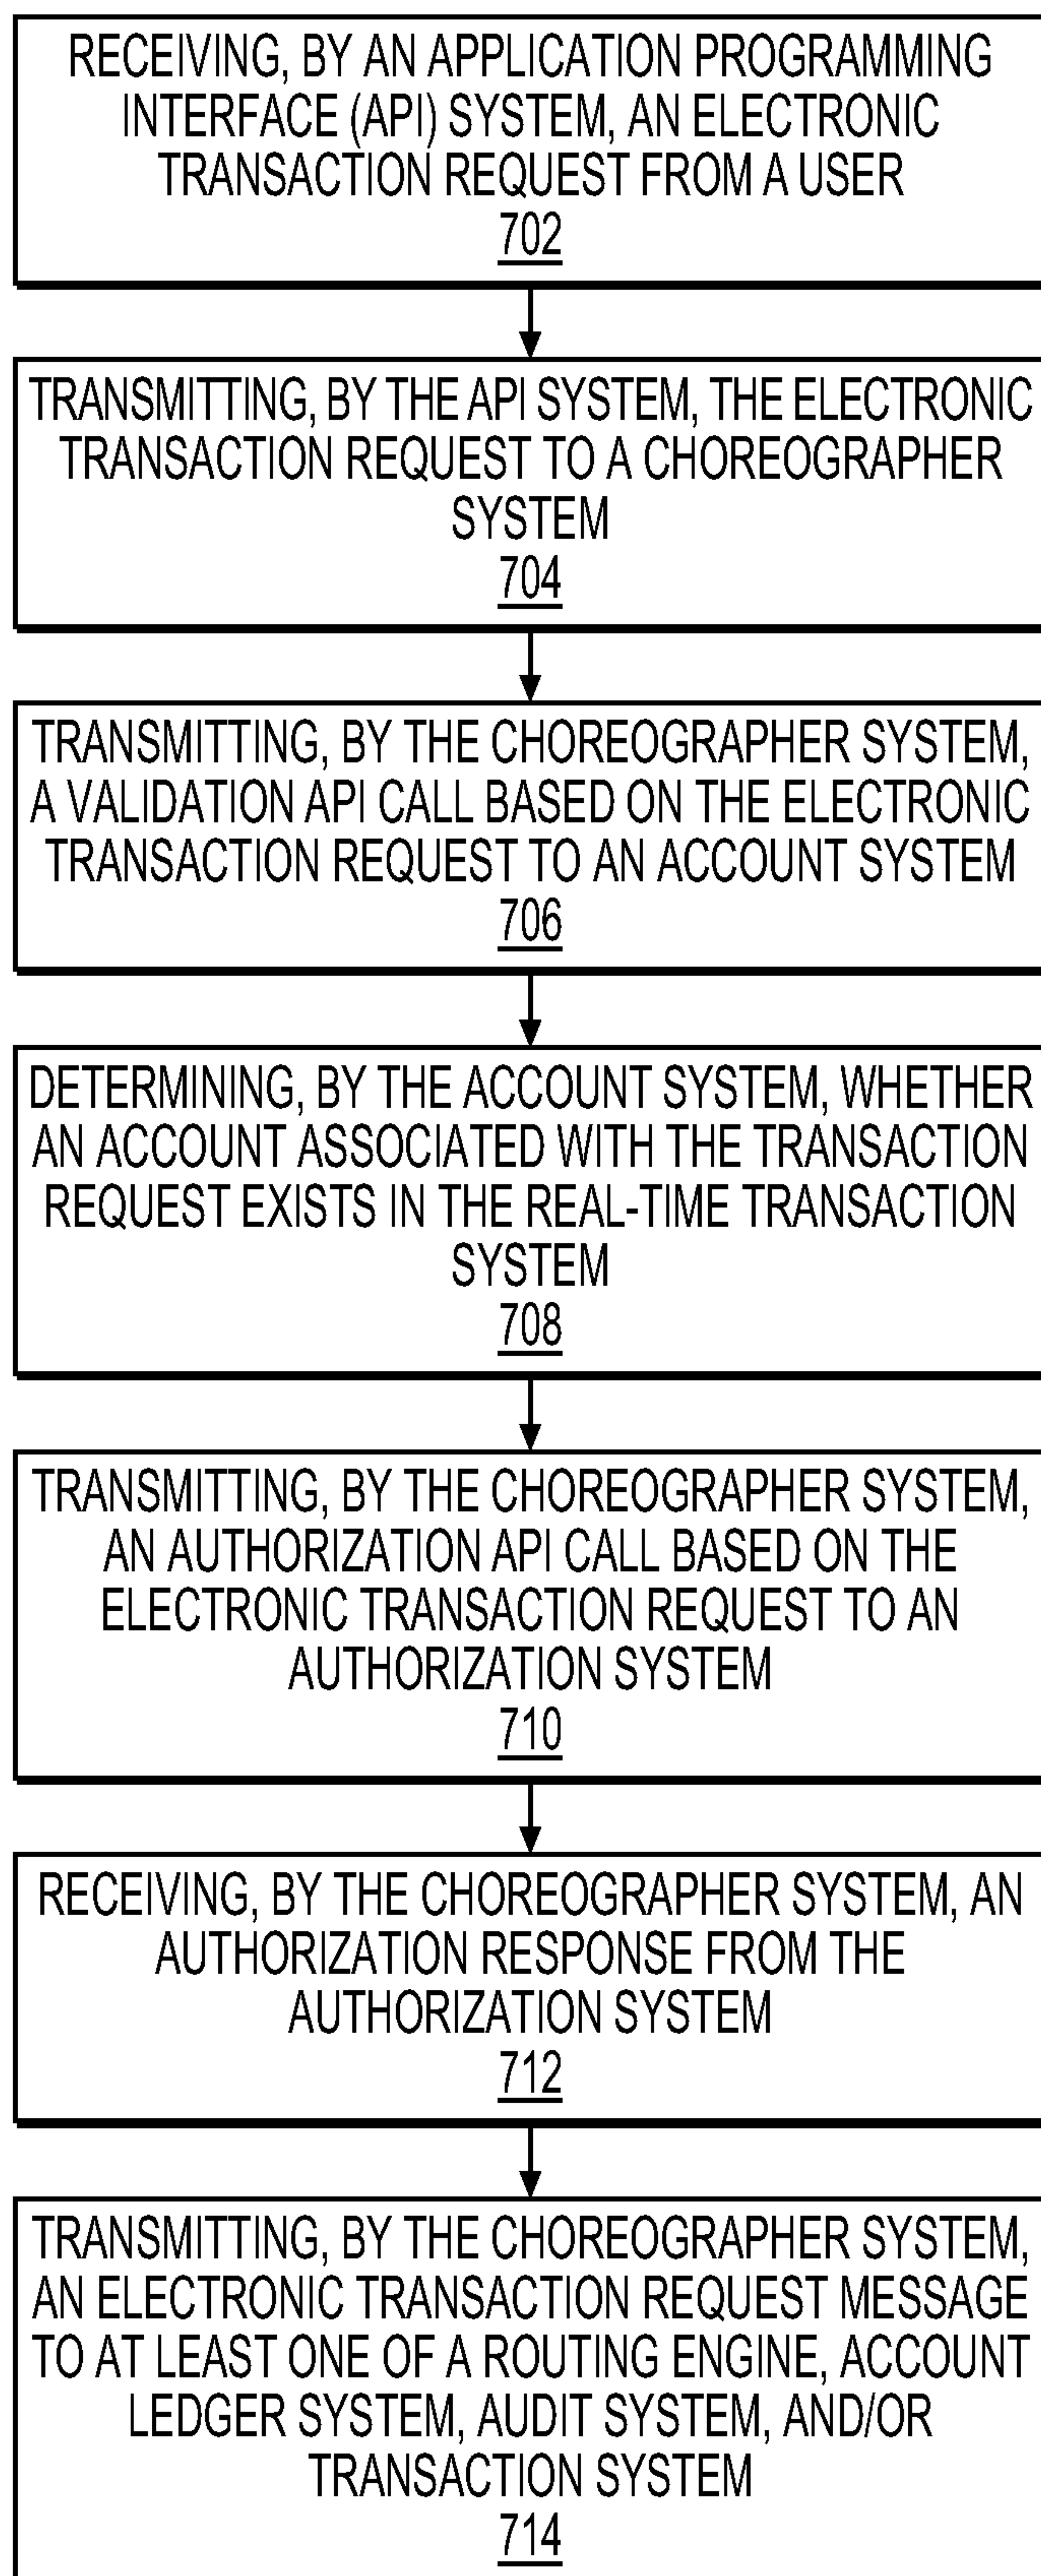 RECEIVING, BY AN APPLICATION PROGRAMMING
INTERFACE (API) SYSTEM, AN ELECTRONIC
TRANSACTION REQUEST FROM A USER
702
TRANSMITTING, BY THE API SYSTEM, THE ELECTRONIC
TRANSACTION REQUEST TO A CHOREOGRAPHER
SYSTEM
704
TRANSMITTING, BY THE CHOREOGRAPHER SYSTEM,
A VALIDATION API CALL BASED ON THE ELECTRONIC
TRANSACTION REQUEST TO AN ACCOUNT SYSTEM
706
DETERMINING, BY THE ACCOUNT SYSTEM, WHETHER
AN ACCOUNT ASSOCIATED WITH THE TRANSACTION
REQUEST EXISTS IN THE REAL-TIME TRANSACTION
SYSTEM
708
TRANSMITTING, BY THE CHOREOGRAPHER SYSTEM,
AN AUTHORIZATION API CALL BASED ON THE
ELECTRONIC TRANSACTION REQUEST TO AN
AUTHORIZATION SYSTEM
710
RECEIVING, BY THE CHOREOGRAPHER SYSTEM, AN
AUTHORIZATION RESPONSE FROM THE
AUTHORIZATION SYSTEM
712
TRANSMITTING, BY THE CHOREOGRAPHER SYSTEM,
AN ELECTRONIC TRANSACTION REQUEST MESSAGE
TO AT LEAST ONE OF A ROUTING ENGINE, ACCOUNT
LEDGER SYSTEM, AUDIT SYSTEM, AND/OR
TRANSACTION SYSTEM
714